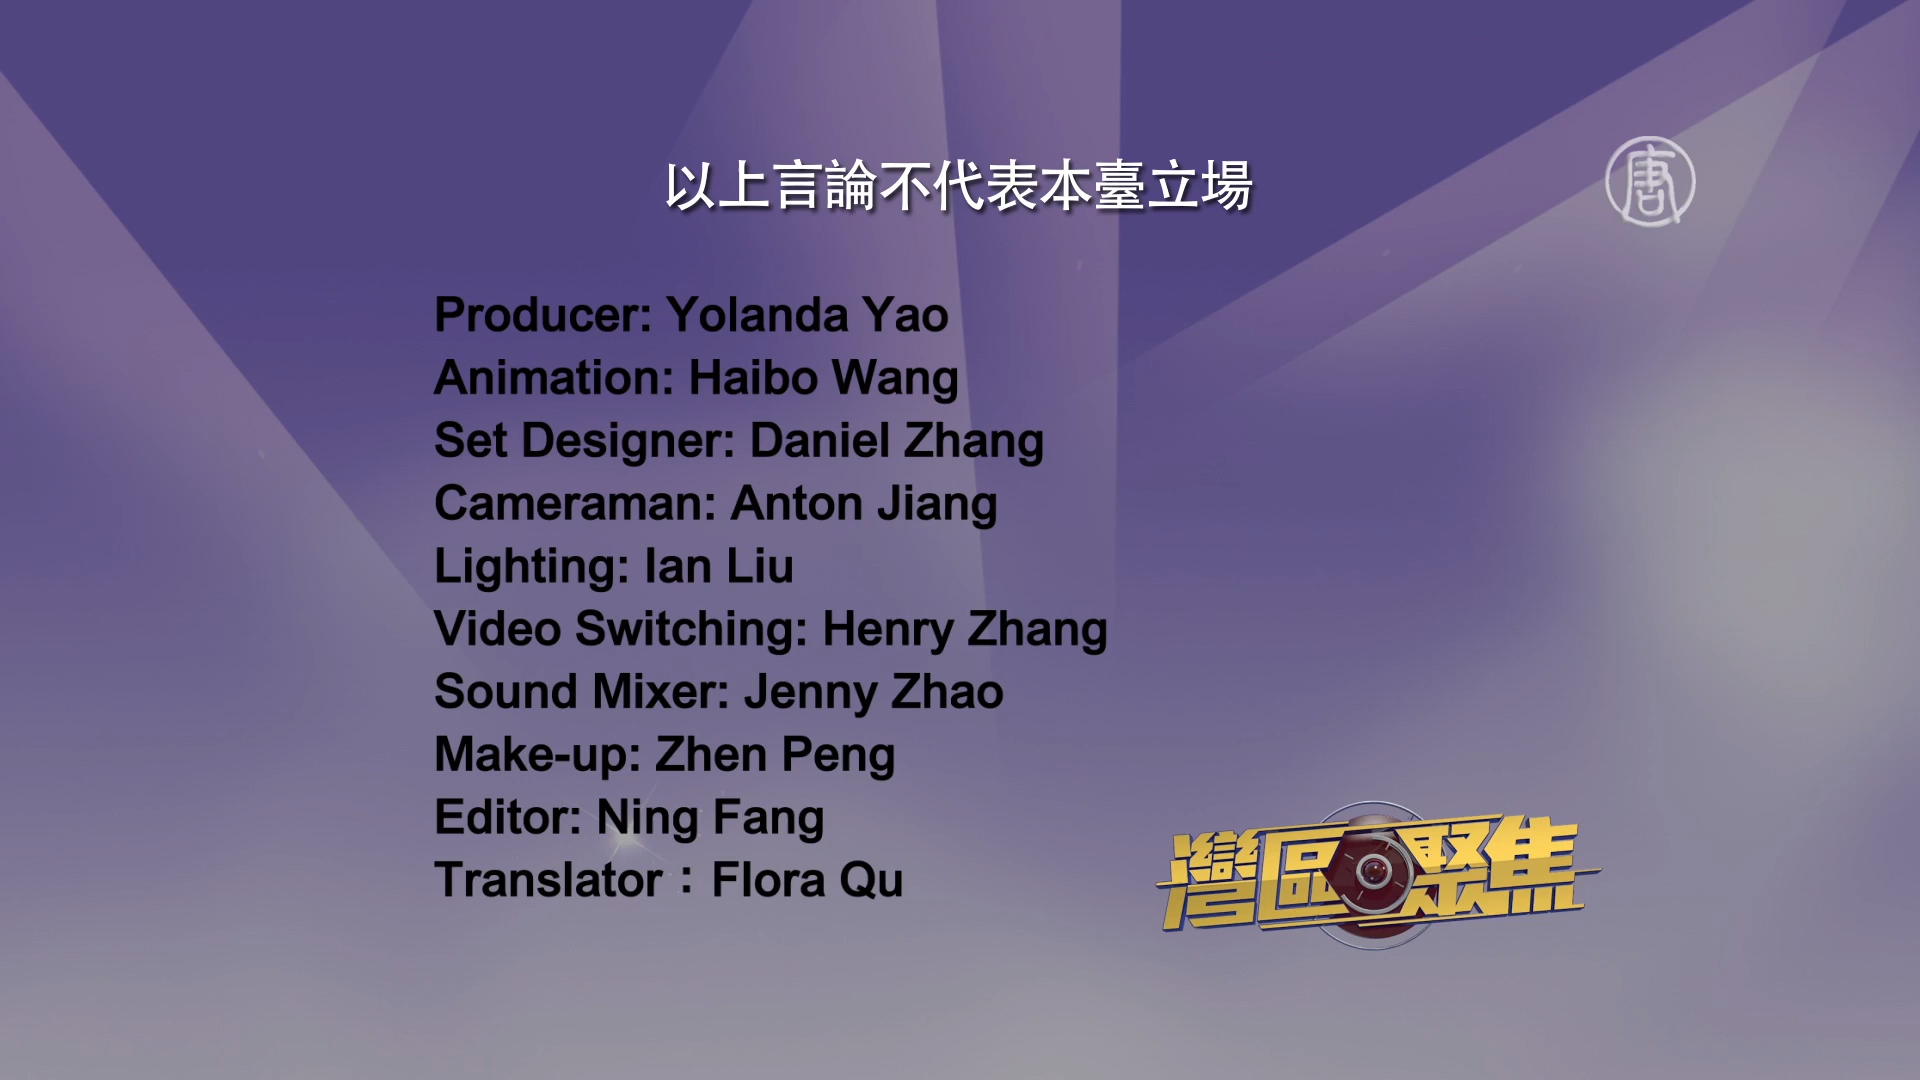 以上言論不代表本臺立場
唐
Producer: Yolanda Yao
Animation: Haibo Wang
Set Designer: Daniel Zhang
Cameraman: Anton Jiang
Lighting: Ian Liu
Video Switching: Henry Zhang
Sound Mixer: Jenny Zhao
Make-up: Zhen Peng
Editor: Ning Fang
Translator：Flora Qu
灣區聚焦